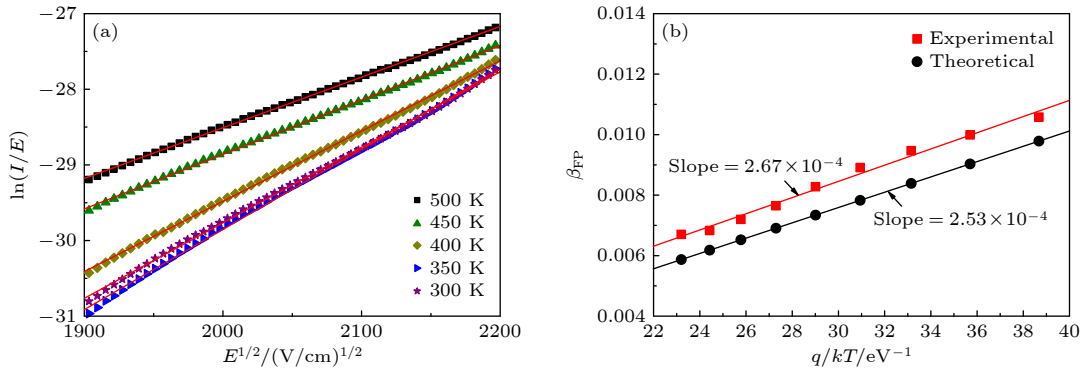 (a)
ln(I/E)
-27
-28
-29
-30
-31
500 K
450 K
400 K
350 K
300 K
1900
2000
2100
2200
E^{1/2}/(V/cm)^{1/2}
(b)
β_{FP}
0.014
0.012
0.010
0.008
0.006
0.004
Experimental
Theoretical
Slope = 2.67×10^{-4}
Slope = 2.53×10^{-4}
22
24
26
28
30
32
34
36
38
40
q/kT/eV^{-1}